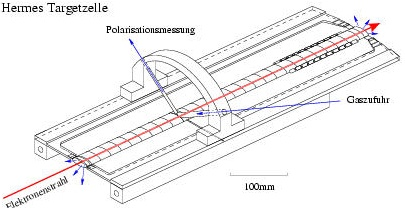 Hermes Targetzelle
Polarisationsmessung
Gaszufuhr
Elektronenstrahl
100mm